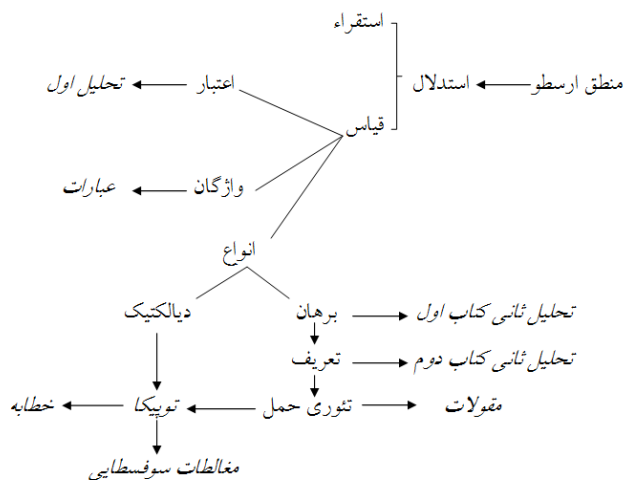 استقراء
منطق ارسطو استدلال
اعتبار تحلیل اول
قیاس
واژگان عبارات
انواع
برهان دیالکتیک
تحلیل ثانی کتاب اول
تعریف
تحلیل ثانی کتاب دوم
مقولات تئوری حمل توپیکا خطابه
مغالطات سوفسطایی